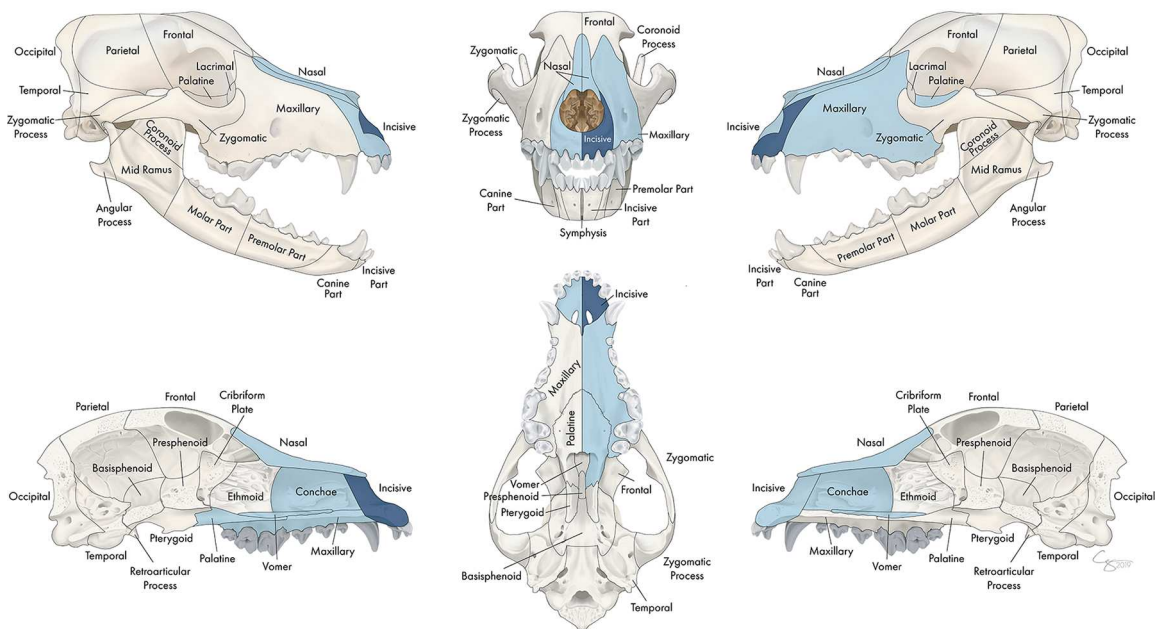 Occipital
Parietal
Frontal
Lacrimal
Palatine
Nasal
Temporal
Zygomatic
Process
Coronoid
Process
Zygomatic
Maxillary
Incisive
Mid Ramus
Angular
Process
Molar Part
Premolar Part
Canine
Part
Incisive
Part
Frontal
Zygomatic
Coronoid
Process
Nasal
Zygomatic
Process
Incisive
Maxillary
Canine
Part
Premolar Part
Incisive
Part
Symphysis
Nasal
Frontal
Lacrimal
Palatine
Parietal
Occipital
Temporal
Incisive
Maxillary
Zygomatic
Coronoid
Process
Zygomatic
Process
Mid Ramus
Angular
Process
Molar Part
Premolar Part
Incisive
Part
Canine
Part
Parietal
Frontal
Cribriform
Plate
Presphenoid
Nasal
Basisphenoid
Occipital
Ethmoid
Conchae
Incisive
Temporal
Pterygoid
Palatine
Maxillary
Vomer
Retroarticular
Process
Incisive
Maxillary
Palatine
Zygomatic
Vomer
Presphenoid
Pterygoid
Frontal
Basisphenoid
Zygomatic
Process
Temporal
Cribriform
Plate
Frontal
Parietal
Nasal
Presphenoid
Basisphenoid
Incisive
Conchae
Ethmoid
Occipital
Maxillary
Vomer
Palatine
Pterygoid
Temporal
Retroarticular
Process
2019